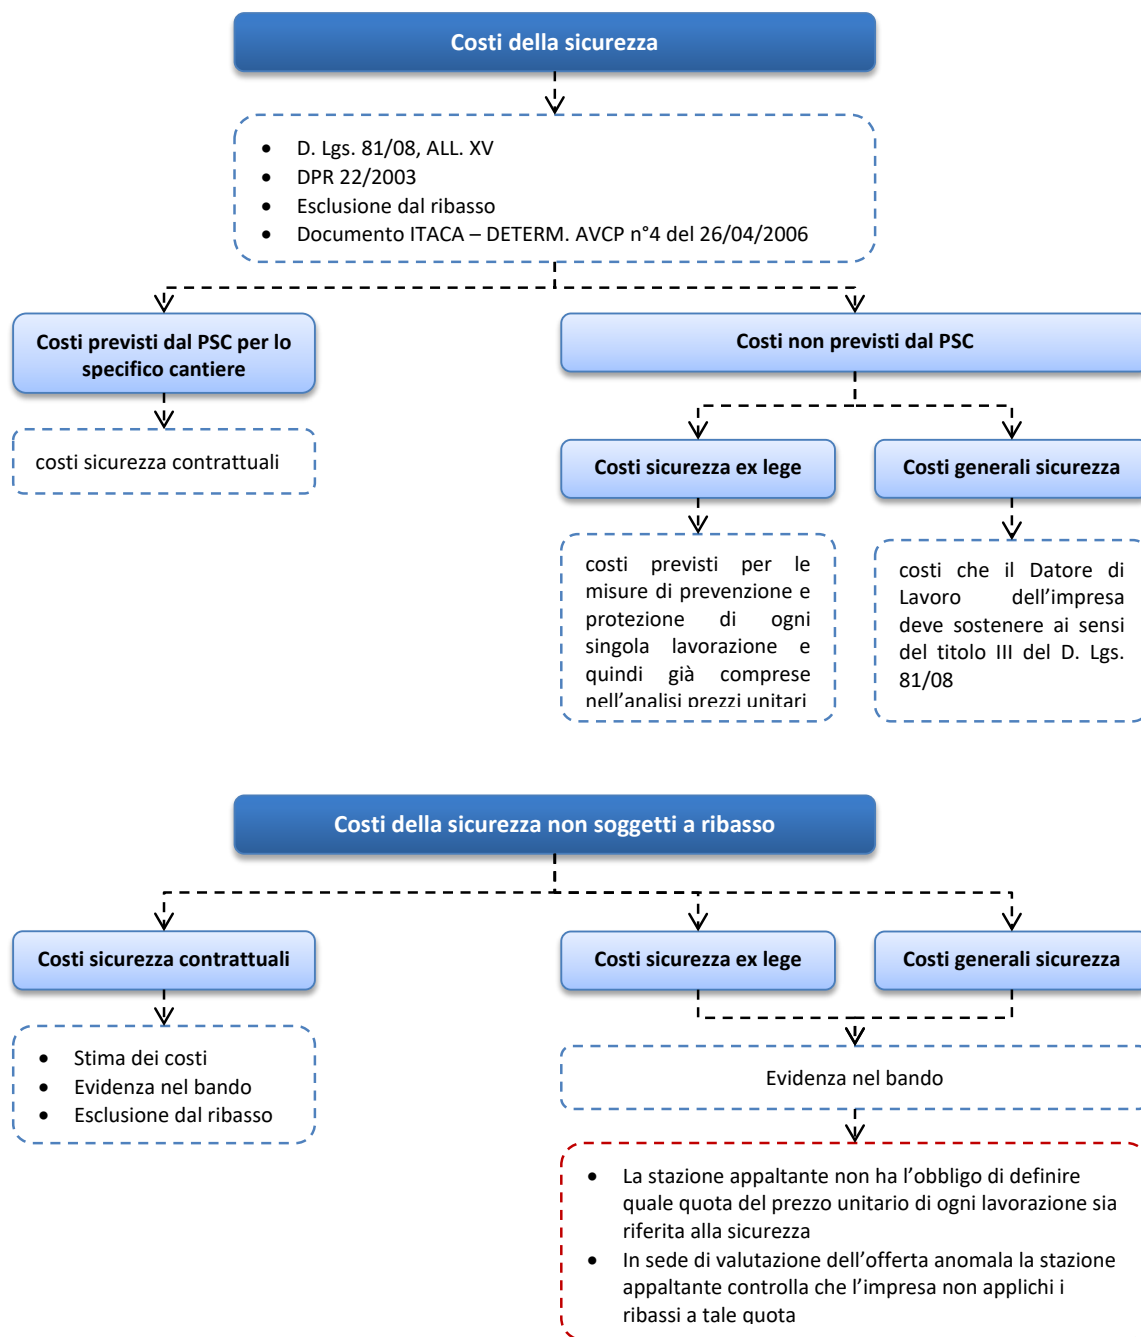 Costi della sicurezza
• D. Lgs. 81/08, ALL. XV
• DPR 22/2003
• Esclusione dal ribasso
• Documento ITACA – DETERM. AVCP n°4 del 26/04/2006
Costi previsti dal PSC per lo
specifico cantiere
Costi non previsti dal PSC
costi sicurezza contrattuali
Costi sicurezza ex lege
Costi generali sicurezza
costi previsti per le
misure di prevenzione e
protezione di ogni
singola lavorazione e
quindi già comprese
nell'analisi prezzi unitari
costi che il Datore di
Lavoro dell'impresa
deve sostenere ai sensi
del titolo III del D. Lgs.
81/08
Costi della sicurezza non soggetti a ribasso
Costi sicurezza contrattuali
Costi sicurezza ex lege
Costi generali sicurezza
• Stima dei costi
• Evidenza nel bando
• Esclusione dal ribasso
Evidenza nel bando
• La stazione appaltante non ha l'obbligo di definire
quale quota del prezzo unitario di ogni lavorazione sia
riferita alla sicurezza
• In sede di valutazione dell'offerta anomala la stazione
appaltante controlla che l'impresa non applichi i
ribassi a tale quota